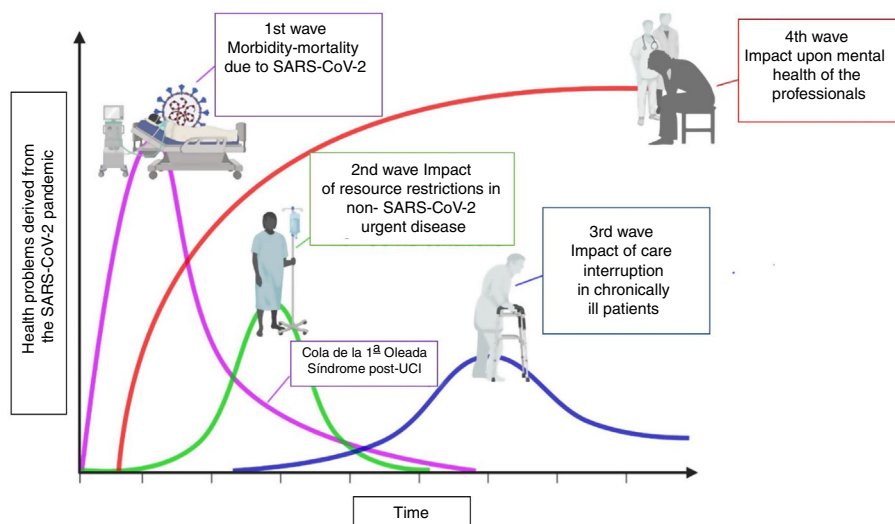 1st wave
Morbidity-mortality
due to SARS-CoV-2
4th wave
Impact upon mental
health of the
professionals
2nd wave Impact
of resource restrictions in
non- SARS-CoV-2
urgent disease
3rd wave
Impact of care
interruption
in chronically
ill patients
Cola de la 1ª Oleada
Síndrome post-UCI
Health problems derived from
the SARS-CoV-2 pandemic
Time